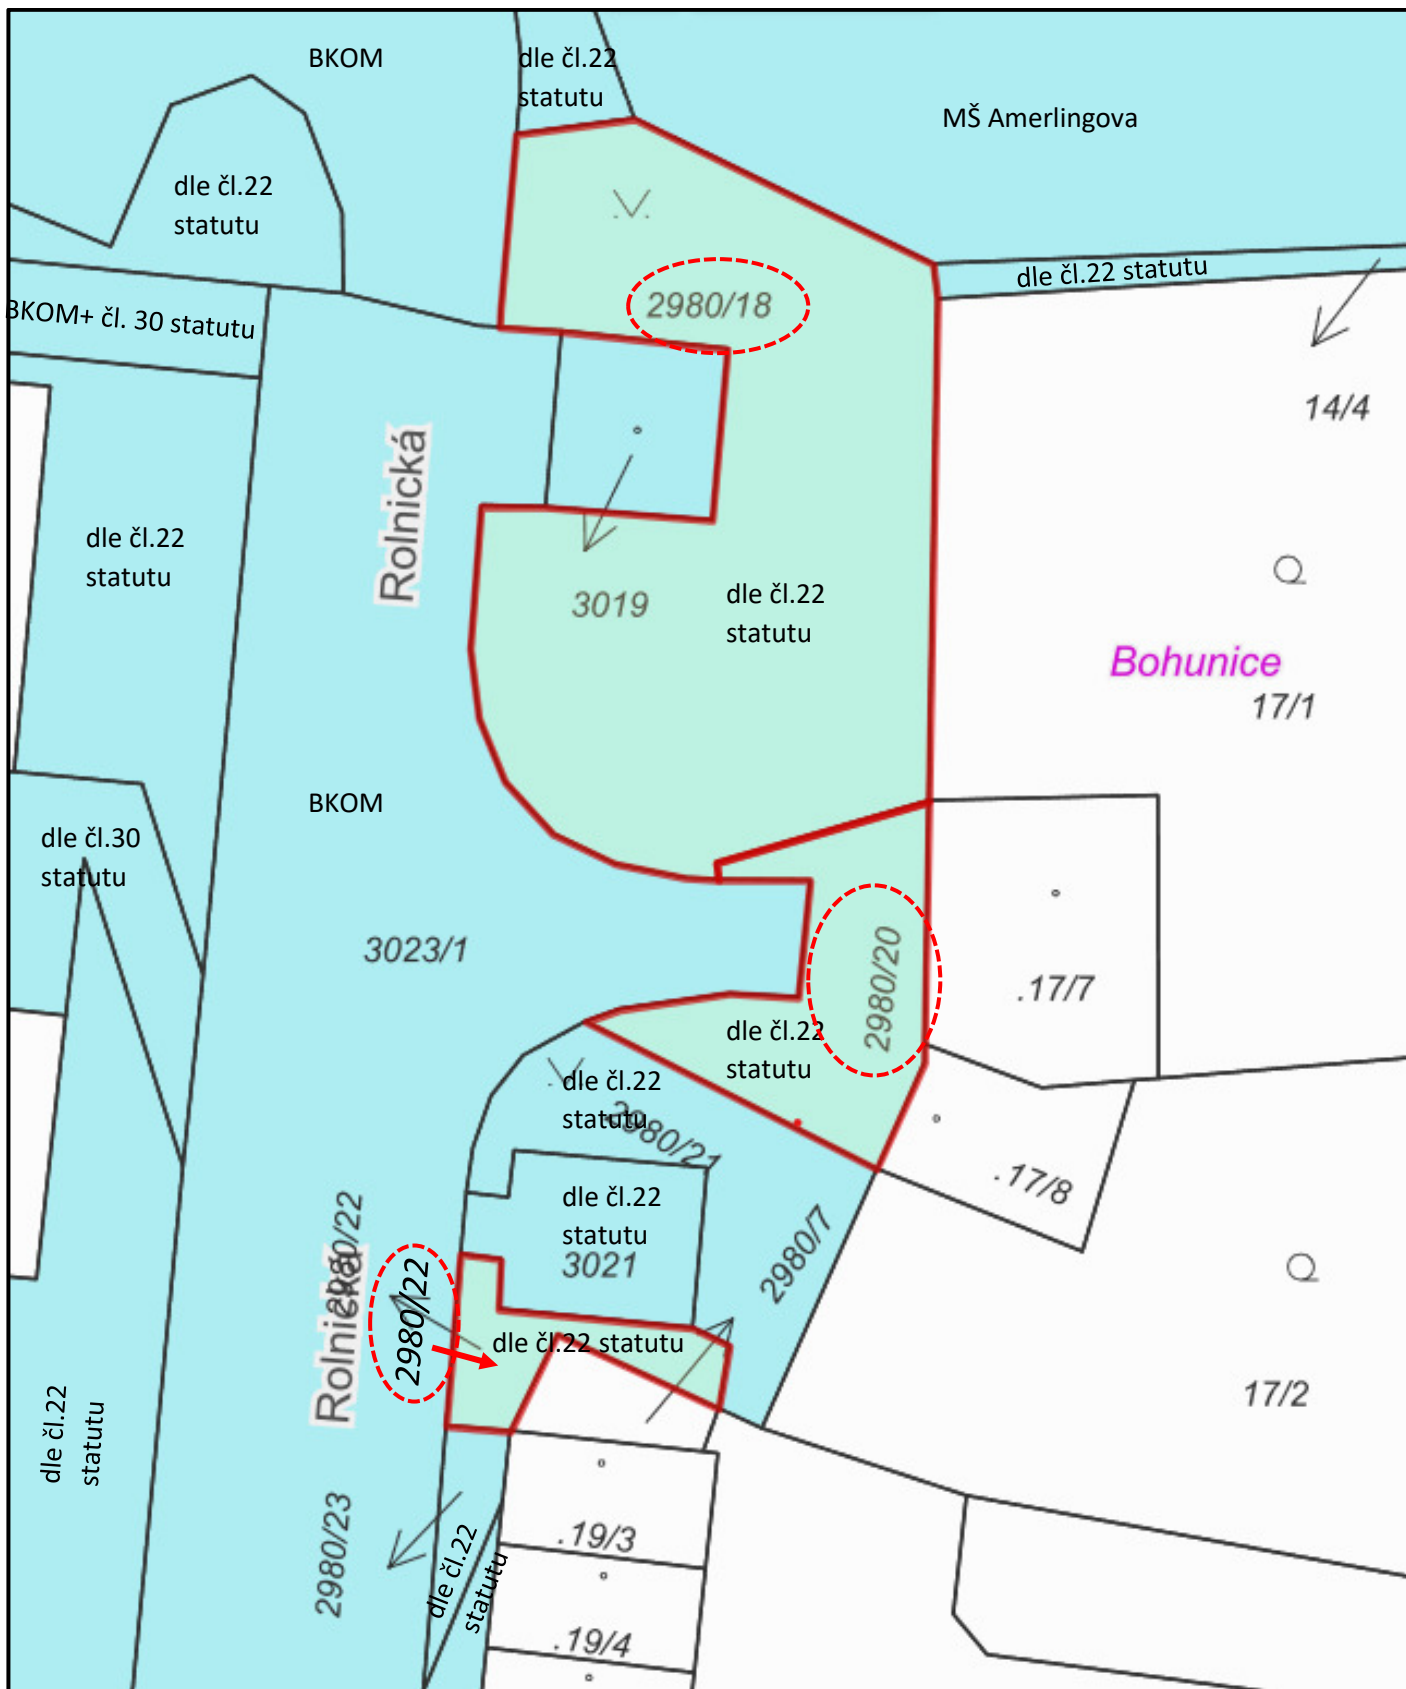 BKOM
dle čl.22
statutu
MŠ Amerlingova
dle čl.22
statutu
dle čl.22 statutu
2980/18
BKOM+ čl. 30 statutu
14/4
Rolnická
dle čl.22
statutu
3019
dle čl.22
statutu
Bohunice
17/1
BKOM
dle čl.30
statutu
3023/1
2980/20
.17/7
dle čl.22
statutu
dle čl.22
statutu
2980/21
.17/8
dle čl.22
statutu
3021
2980/7
2980/22
Rolnická
2980/22
dle čl.22 statutu
17/2
dle čl.22
statutu
2980/23
dle čl.22
statutu
.19/3
.19/4